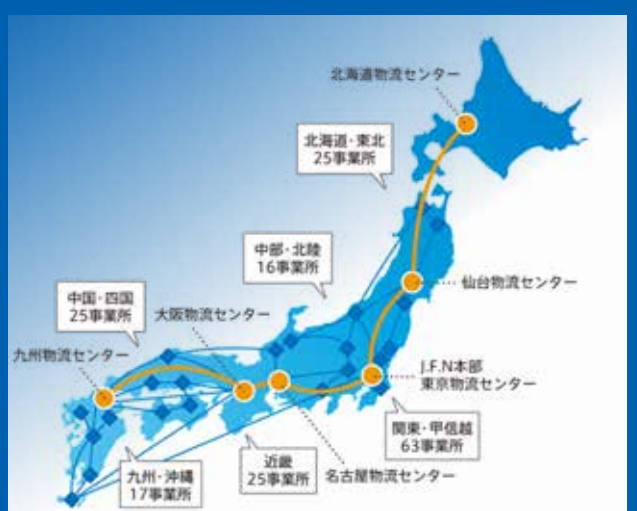 北海道物流センター
北海道・東北
25事業所
中部・北陸
16事業所
仙台物流センター
中国・四国
25事業所
大阪物流センター
九州物流センター
J.F.N本部
東京物流センター
関東・甲信越
63事業所
近畿
25事業所
名古屋物流センター
九州・沖縄
17事業所